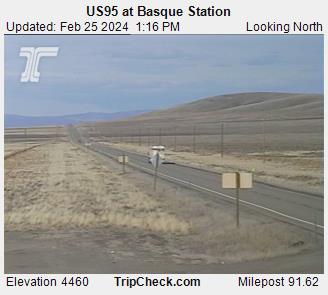 US95 at Basque Station
Updated: Feb 25 2024 1:16 PM Looking North
Elevation 4460 TripCheck.com Milepost 91.62